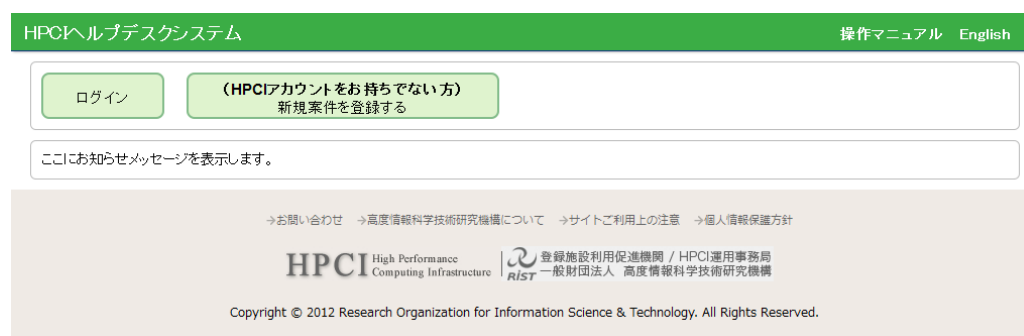 HPCIヘルプデスクシステム 操作マニュアル English
ログイン
(HPCIアカウントをお持ちでない方)
新規案件を登録する
ここにお知らせメッセージを表示します。
→お問い合わせ →高度情報科学技術研究機構について →サイトご利用上の注意 →個人情報保護方針
HPCI High Performance Computing Infrastructure
RIST 登録施設利用促進機関 / HPCI運用事務局
一般財団法人 高度情報科学技術研究機構
Copyright © 2012 Research Organization for Information Science & Technology. All Rights Reserved.